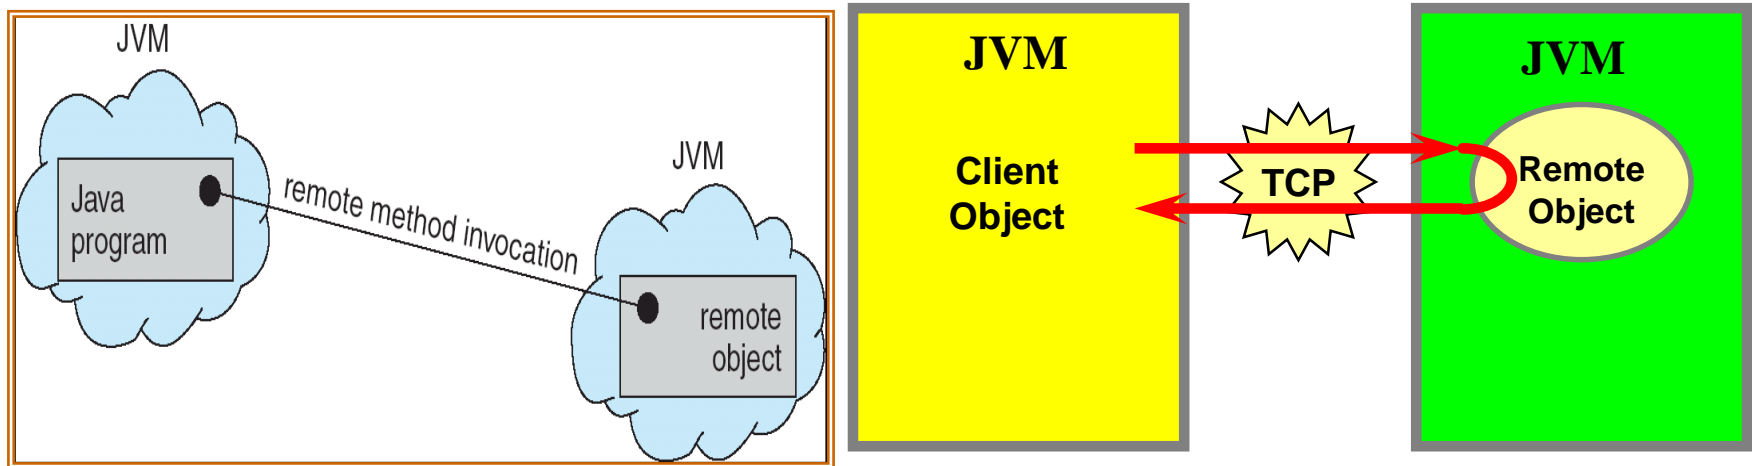 JVM
Java
program
remote method invocation
JVM
remote
object
JVM
Client
Object
TCP
JVM
Remote
Object